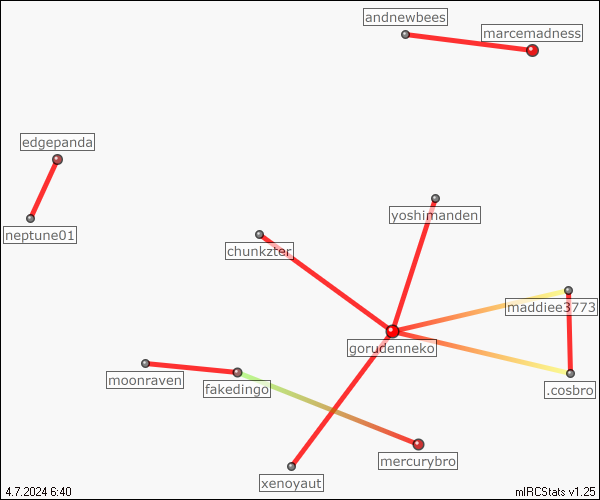 andnewbees
marcemadness
edgepanda
neptune01
yoshimanden
chunkzter
maddiee3773
gorudenneko
moonraven
fakedingo
.cosbro
mercurybro
xenoyaut
4.7.2024 6:40
mIRCStats v1.25